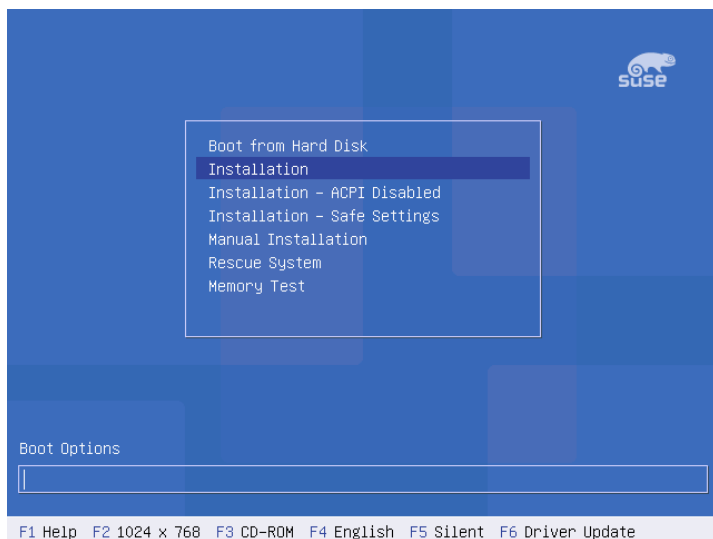 suse
Boot from Hard Disk
Installation
Installation - ACPI Disabled
Installation - Safe Settings
Manual Installation
Rescue System
Memory Test
Boot Options
F1 Help F2 1024 x 768 F3 CD-ROM F4 English F5 Silent F6 Driver Update